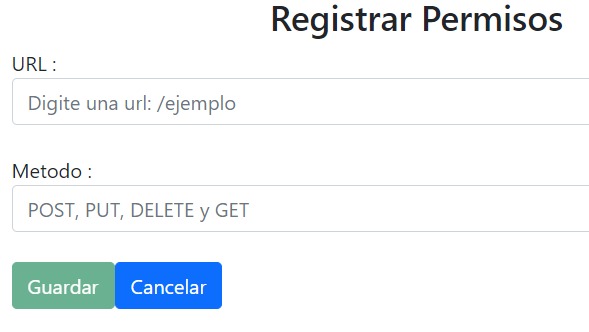 Registrar Permisos
URL :
Digite una url: /ejemplo
Metodo :
POST, PUT, DELETE y GET
Guardar Cancelar